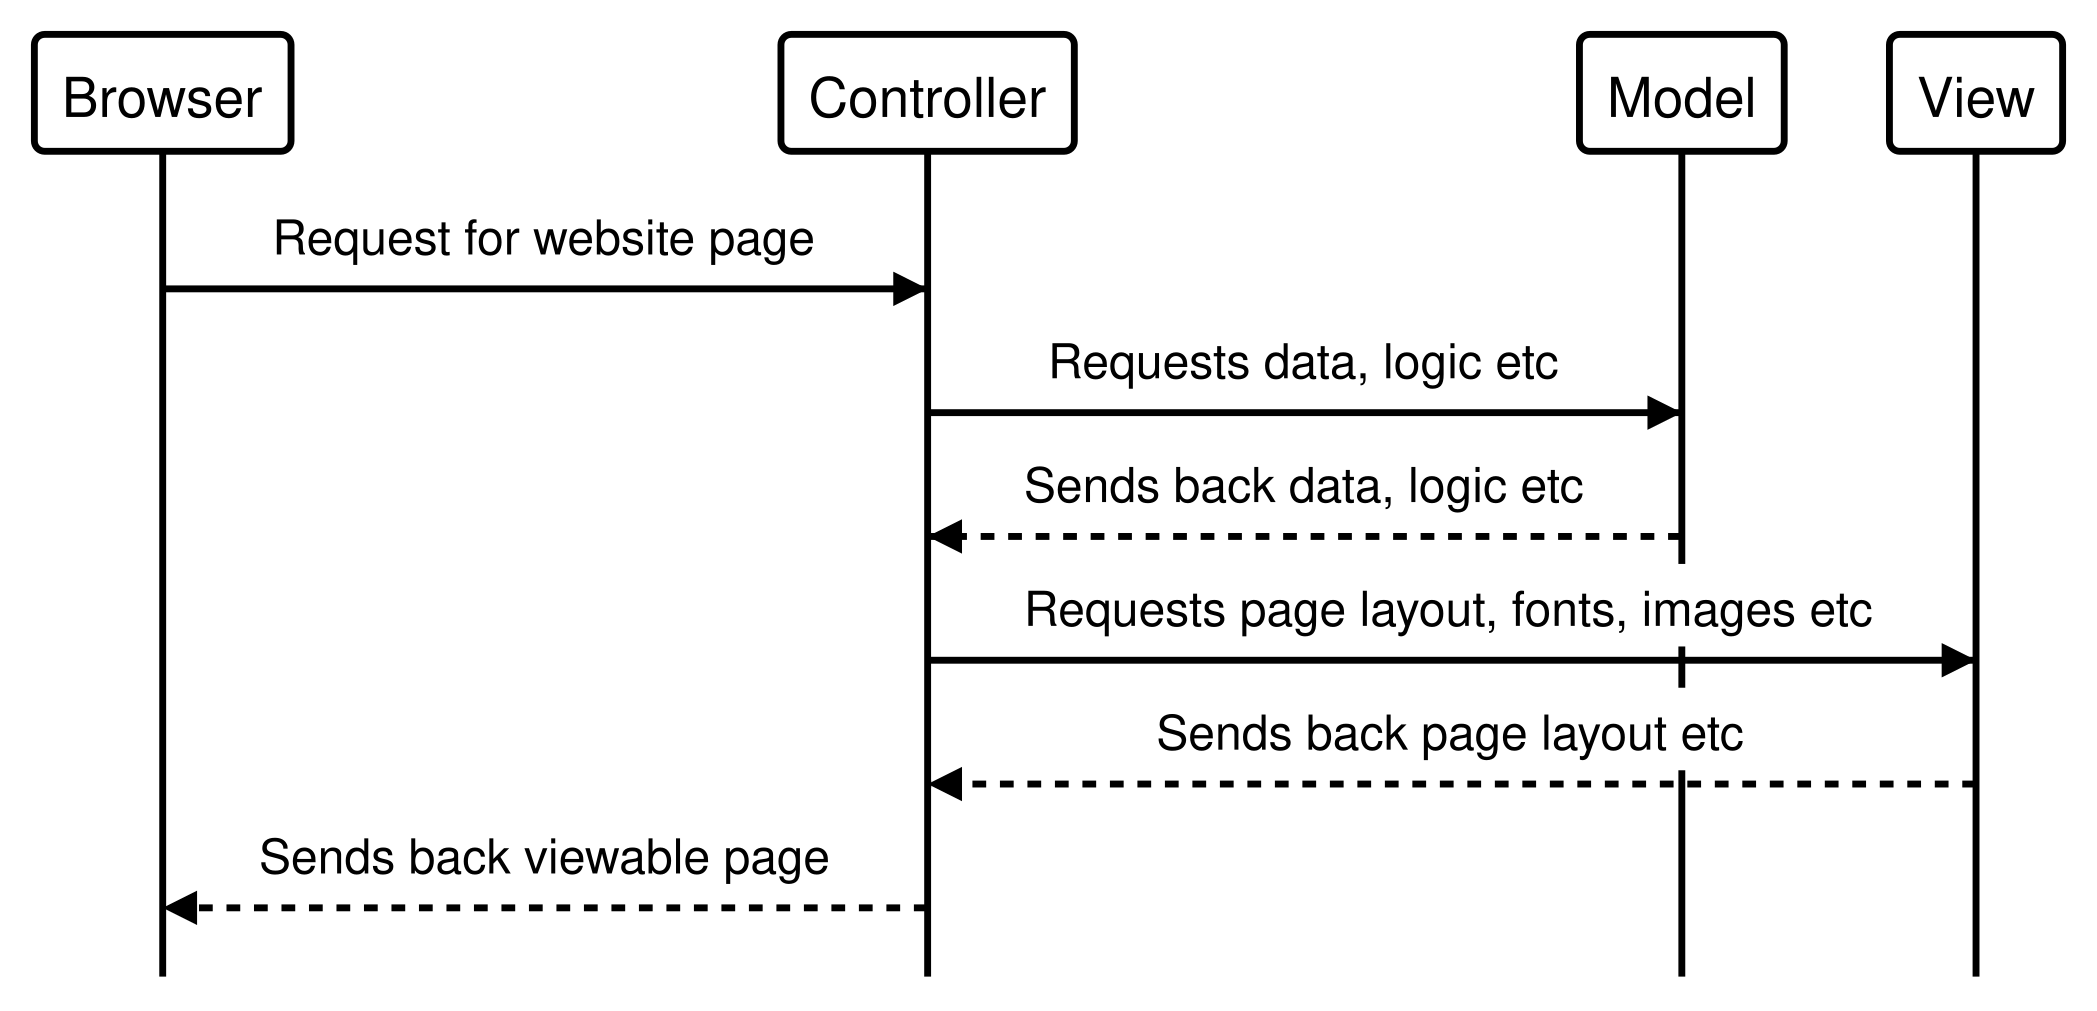 Browser
Controller
Model
View
Request for website page
Requests data, logic etc
Sends back data, logic etc
Requests page layout, fonts, images etc
Sends back page layout etc
Sends back viewable page